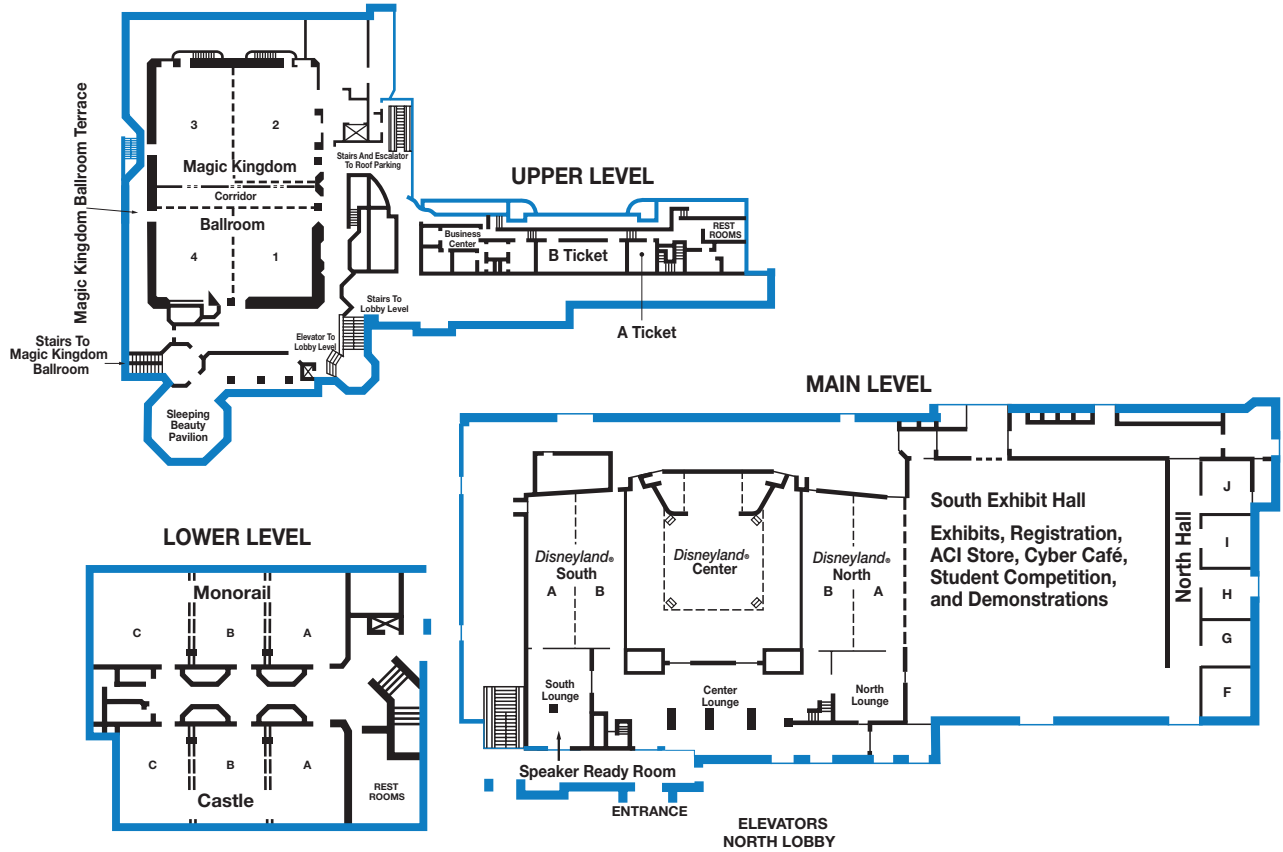 Magic Kingdom Ballroom Terrace
3
2
Magic Kingdom
Corridor
Ballroom
4
1
Stairs And Escalator
To Roof Parking
Stairs To
Lobby Level
Elevator To
Lobby Level
Stairs To
Magic Kingdom
Ballroom
Sleeping
Beauty
Pavilion
UPPER LEVEL
Business
Center
B Ticket
REST
ROOMS
A Ticket
MAIN LEVEL
Disneyland®
South
A
B
Disneyland®
Center
Disneyland®
North
B
A
South Exhibit Hall
Exhibits, Registration,
ACI Store, Cyber Café,
Student Competition,
and Demonstrations
North Hall
J
I
H
G
F
South
Lounge
Center
Lounge
North
Lounge
Speaker Ready Room
ENTRANCE
ELEVATORS
NORTH LOBBY
LOWER LEVEL
Monorail
C
B
A
C
B
A
Castle
REST
ROOMS